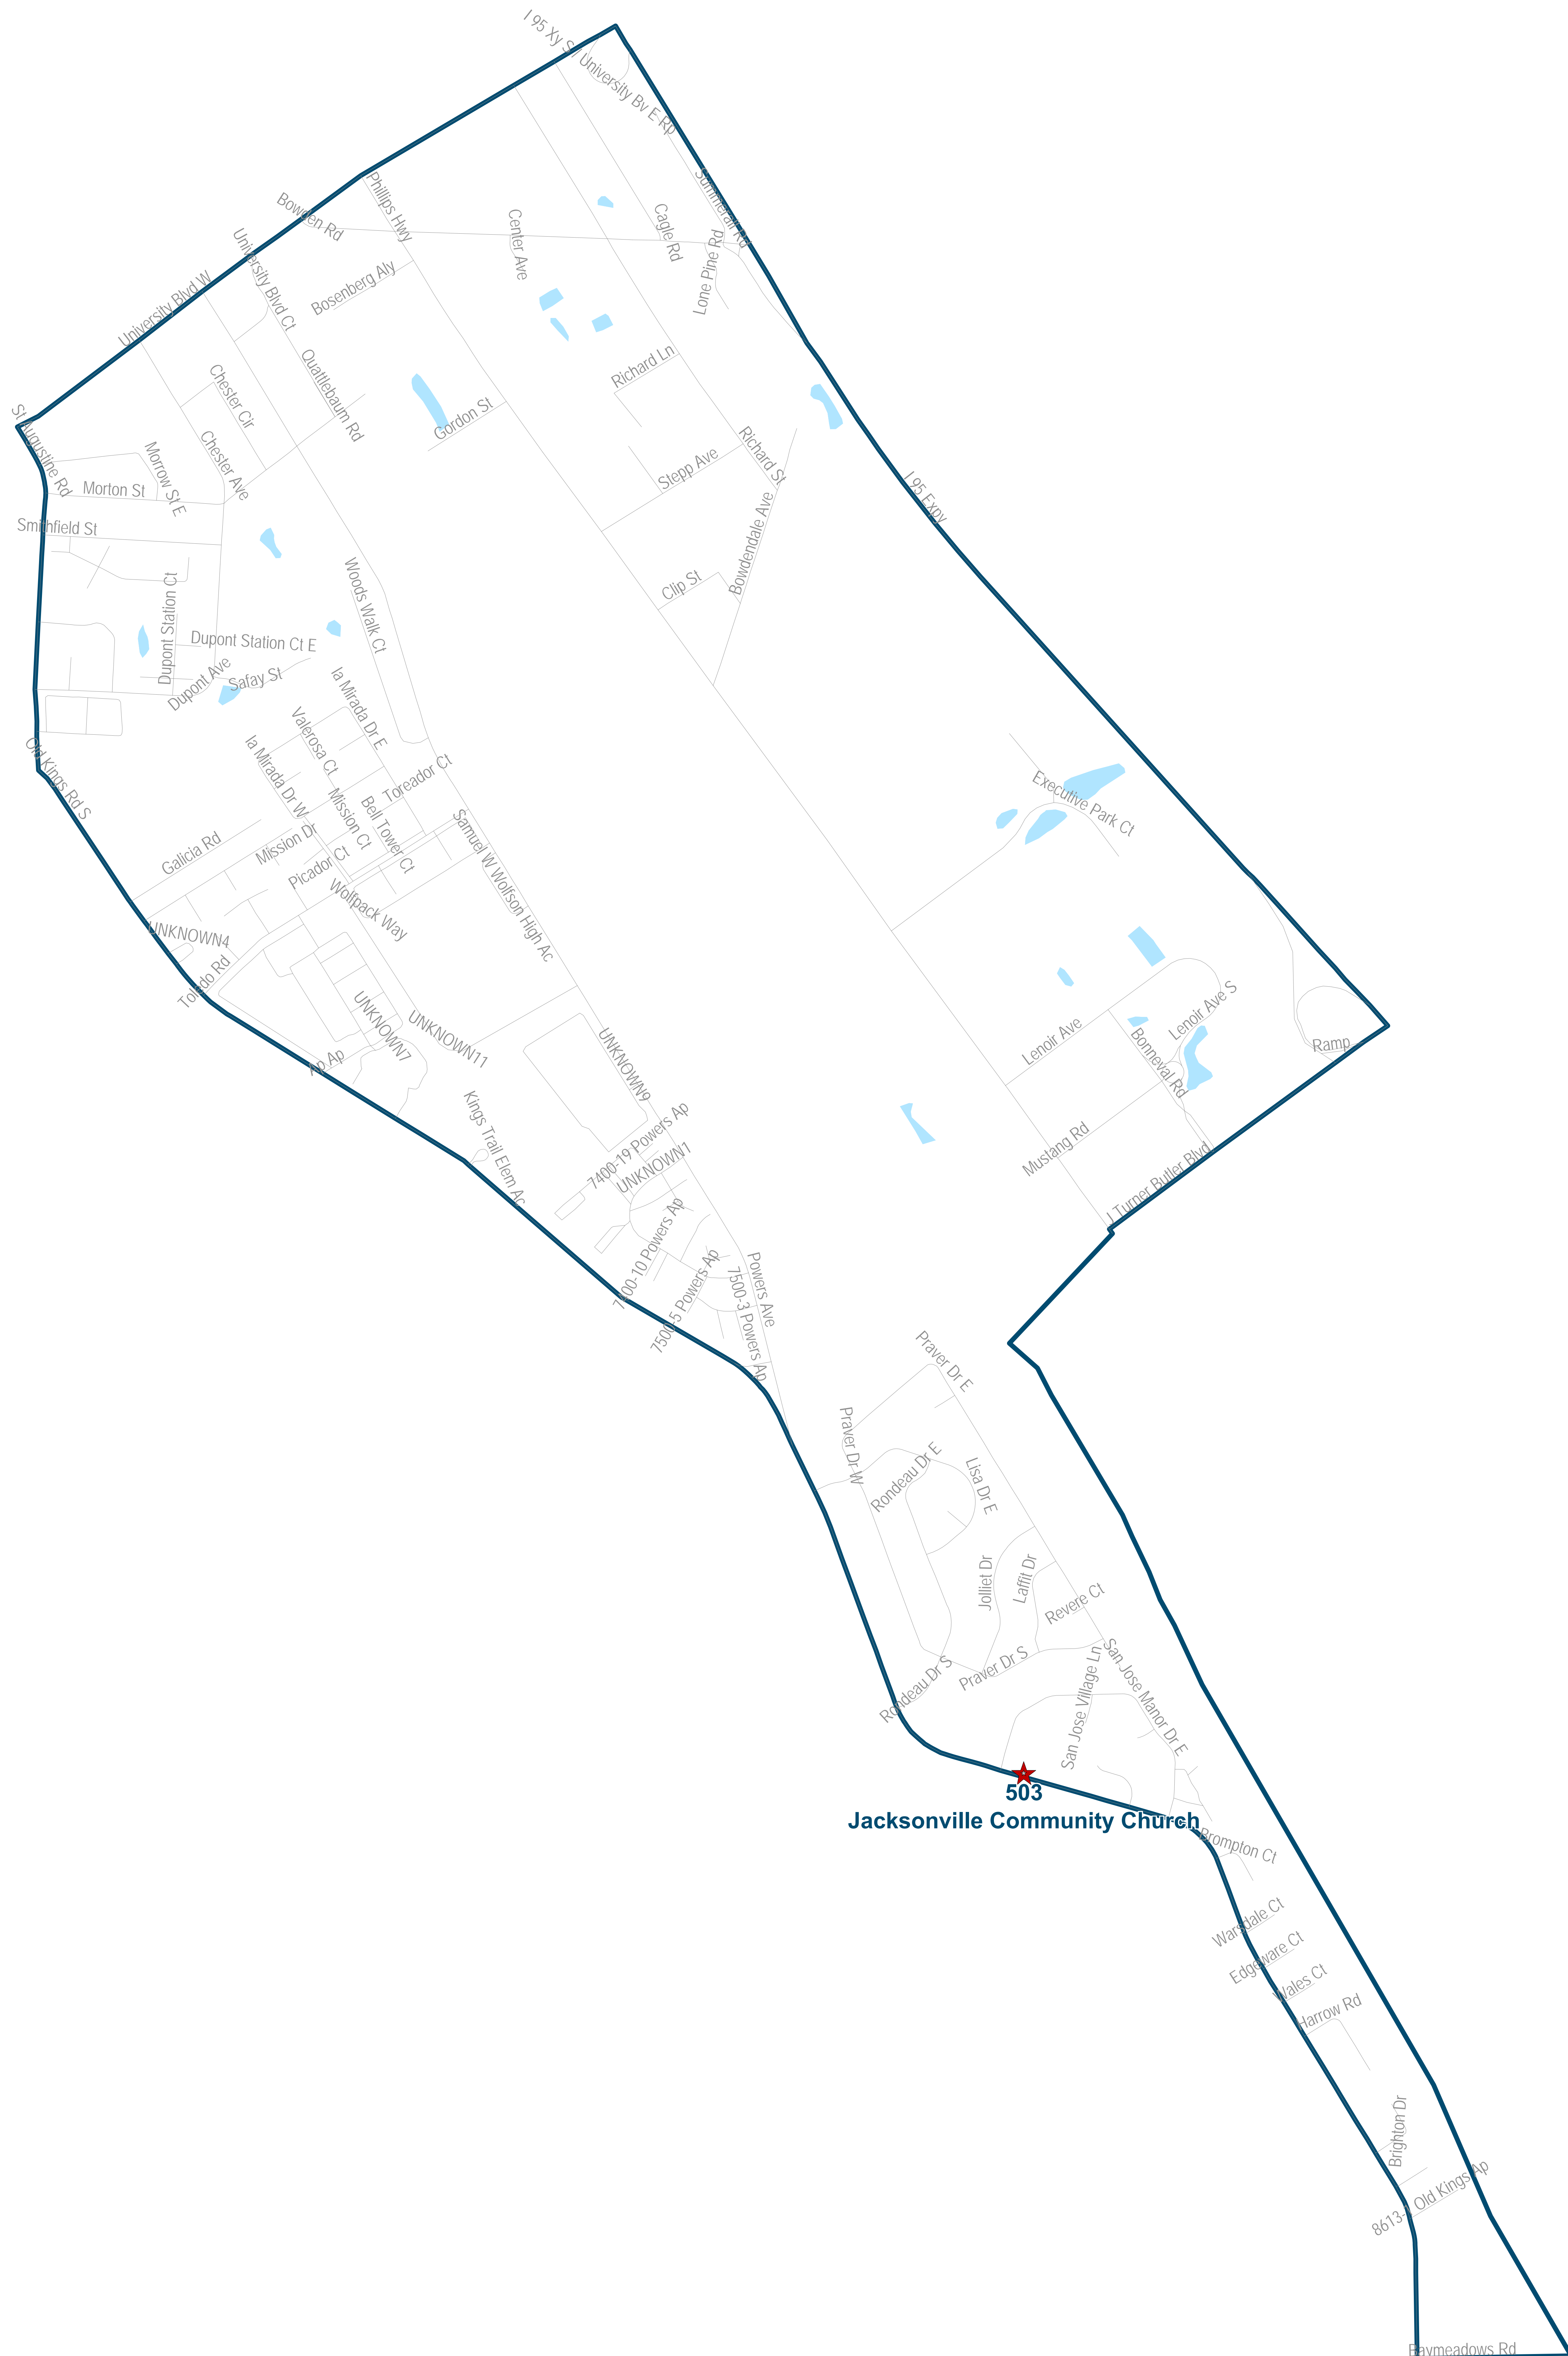 I 95 Xy S/ University Bv E Rp
Summerall Rd
Phillips Hwy
Bowden Rd
Cagle Rd
Center Ave
Lone Pine Rd
University Blvd Ct
Bosenberg Aly
University Blvd W
Richard Ln
Quattlebaum Rd
Chester Cir
Gordon St
St Augustine Rd
Chester Ave
Richard St
Morrow St E
Stepp Ave
I 95 Expy
Morton St
Smithfield St
Bowdendale Ave
Clip St
Woods Walk Ct
Dupont Station Ct
Dupont Station Ct E
Dupont Ave
Safay St
la Mirada Dr E
Valerosa Ct
la Mirada Dr W
Old Kings Rd S
Toreador Ct
Executive Park Ct
Mission Ct
Bell Tower Ct
Galicia Rd
Mission Dr
Picador Ct
Samuel W Wolfson High Ac
Wolfpack Way
UNKNOWN4
Toledo Rd
Lenoir Ave S
UNKNOWN7
UNKNOWN11
Lenoir Ave
Bonneval Rd
Ramp
Ap Ap
UNKNOWN9
Kings Trail Elem Ac
7400-19 Powers Ap
UNKNOWN1
Mustang Rd
J Turner Butler Blvd
7400-10 Powers Ap
7500-5 Powers Ap
7500-3 Powers Ap
Powers Ave
Praver Dr E
Praver Dr W
Rondeau Dr E
Lisa Dr E
Jolliet Dr
Laffit Dr
Revere Ct
Rondeau Dr S
Praver Dr S
San Jose Village Ln
San Jose Manor Dr E
503
Jacksonville Community Church
Brompton Ct
Warsdale Ct
Edgeware Ct
Wales Ct
Harrow Rd
Brighton Dr
Old Kings Ap
Baymeadows Rd